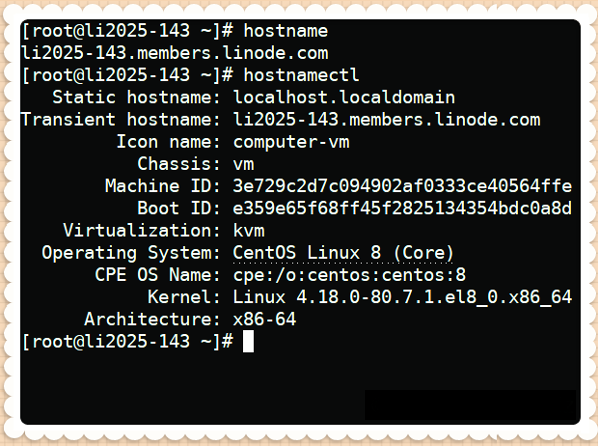 [root@li2025-143 ~]# hostname
li2025-143.members.linode.com
[root@li2025-143 ~]# hostnamectl
Static hostname: localhost.localdomain
Transient hostname: li2025-143.members.linode.com
Icon name: computer-vm
Chassis: vm
Machine ID: 3e729c2d7c094902af0333ce40564ffe
Boot ID: e359e65f68ff45f2825134354bdc0a8d
Virtualization: kvm
Operating System: CentOS Linux 8 (Core)
CPE OS Name: cpe:/o:centos:centos:8
Kernel: Linux 4.18.0-80.7.1.el8_0.x86_64
Architecture: x86-64
[root@li2025-143 ~]#